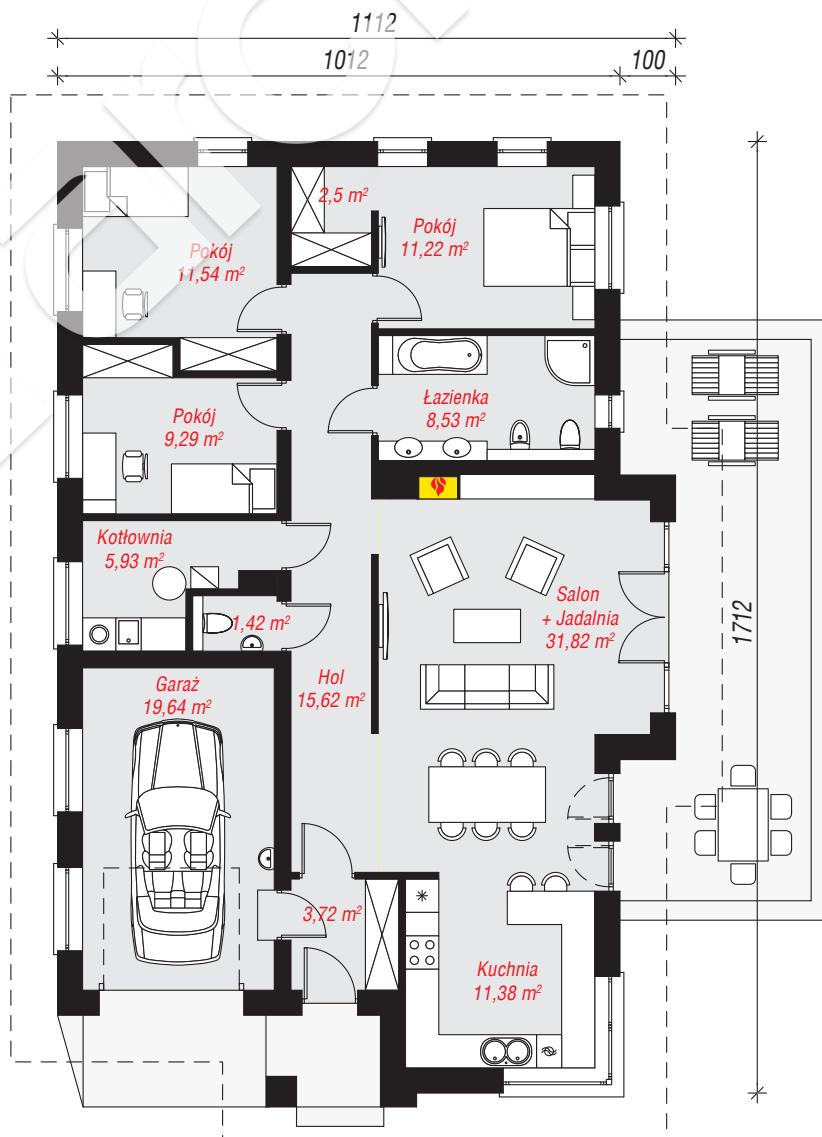 1112
1012
100
2,5 m²
Pokój
11,54 m²
Pokój
11,22 m²
Pokój
9,29 m²
Łazienka
8,53 m²
Kotłownia
5,93 m²
1,42 m²
Salon
+ Jadalnia
31,82 m²
1712
Hol
15,62 m²
Garaż
19,64 m²
3,72 m²
Kuchnia
11,38 m²